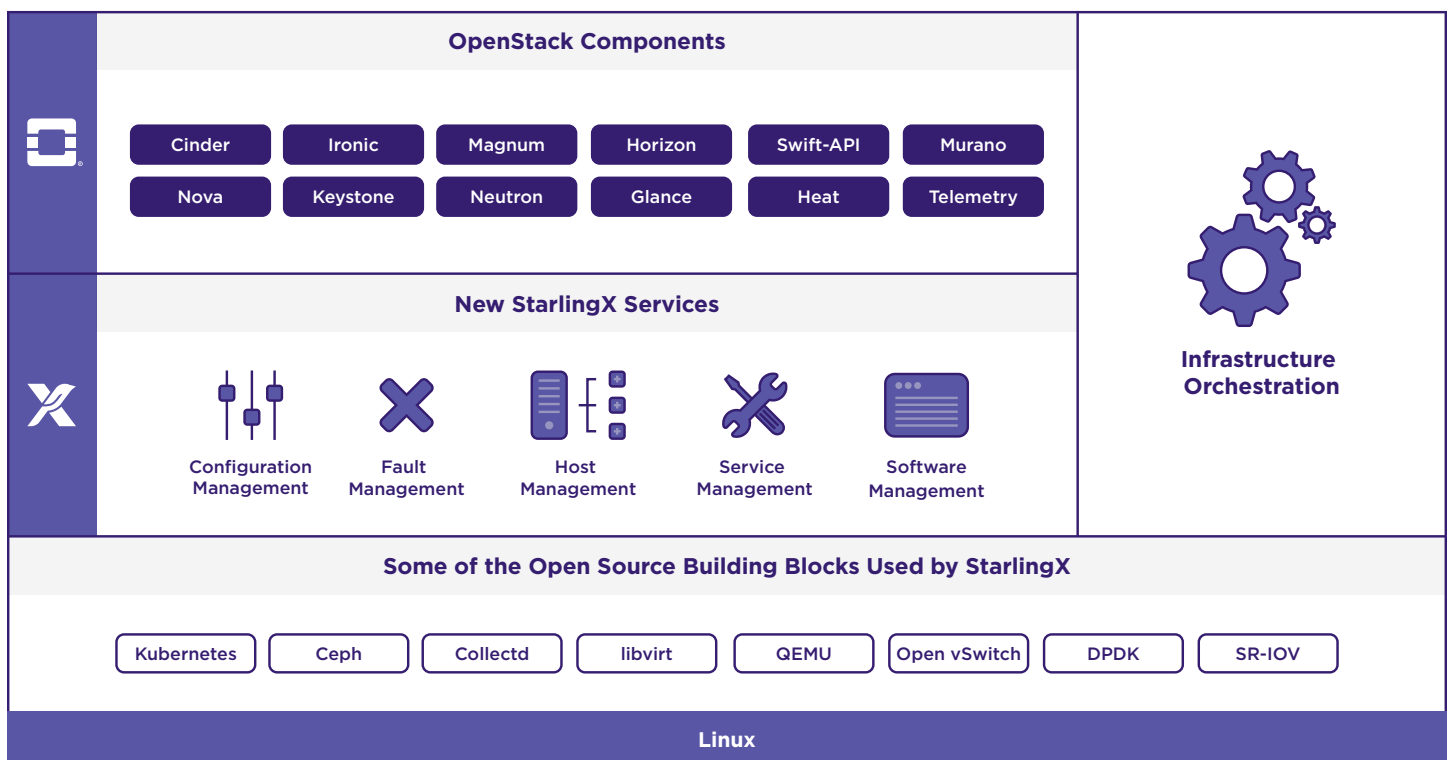 OpenStack Components
Cinder
Ironic
Magnum
Horizon
Swift-API
Murano
Nova
Keystone
Neutron
Glance
Heat
Telemetry
New StarlingX Services
Configuration
Management
Fault
Management
Host
Management
Service
Management
Software
Management
Infrastructure
Orchestration
Some of the Open Source Building Blocks Used by StarlingX
Kubernetes
Ceph
Collectd
libvirt
QEMU
Open vSwitch
DPDK
SR-IOV
Linux